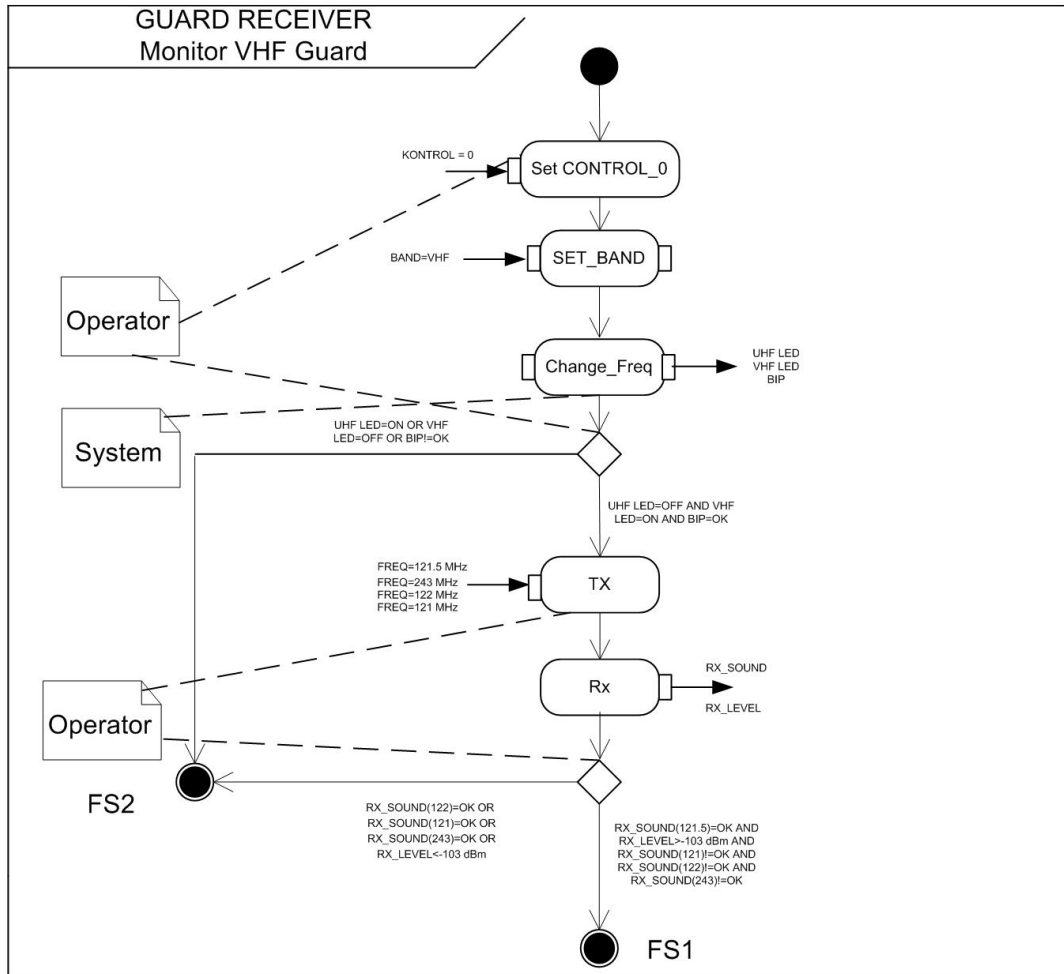 GUARD RECEIVER
Monitor VHF Guard
KONTROL = 0
Set CONTROL_0
BAND=VHF
SET_BAND
Operator
Change_Freq
UHF LED
VHF LED
BIP
System
UHF LED=ON OR VHF
LED=OFF OR BIP!=OK
UHF LED=OFF AND VHF
LED=ON AND BIP=OK
FREQ=121.5 MHz
FREQ=243 MHz
FREQ=122 MHz
FREQ=121 MHz
TX
Operator
Rx
RX_SOUND
RX_LEVEL
FS2
RX_SOUND(122)=OK OR
RX_SOUND(121)=OK OR
RX_SOUND(243)=OK OR
RX_LEVEL<-103 dBm
RX_SOUND(121.5)=OK AND
RX_LEVEL>-103 dBm AND
RX_SOUND(121)!=OK AND
RX_SOUND(122)!=OK AND
RX_SOUND(243)!=OK
FS1